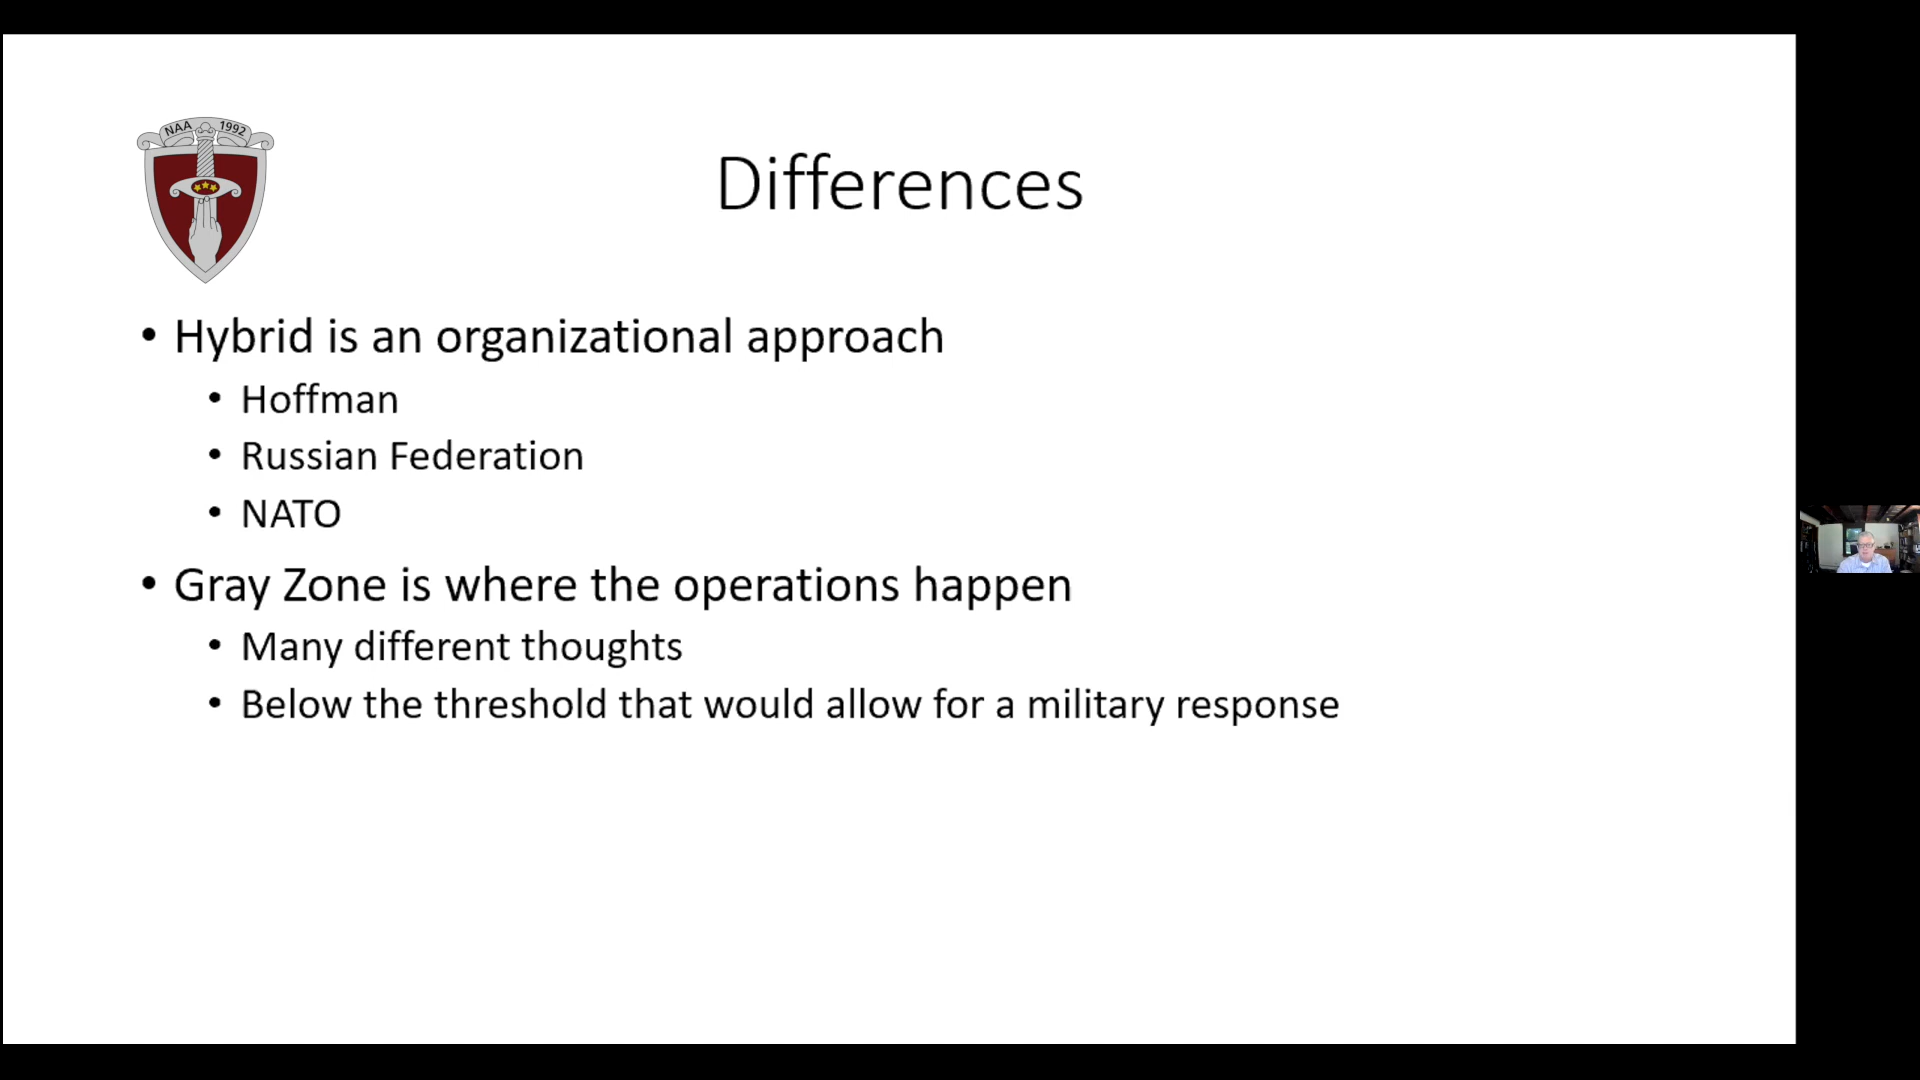 NAA 1992
Differences
• Hybrid is an organizational approach
• Hoffman
• Russian Federation
• NATO
• Gray Zone is where the operations happen
• Many different thoughts
• Below the threshold that would allow for a military response